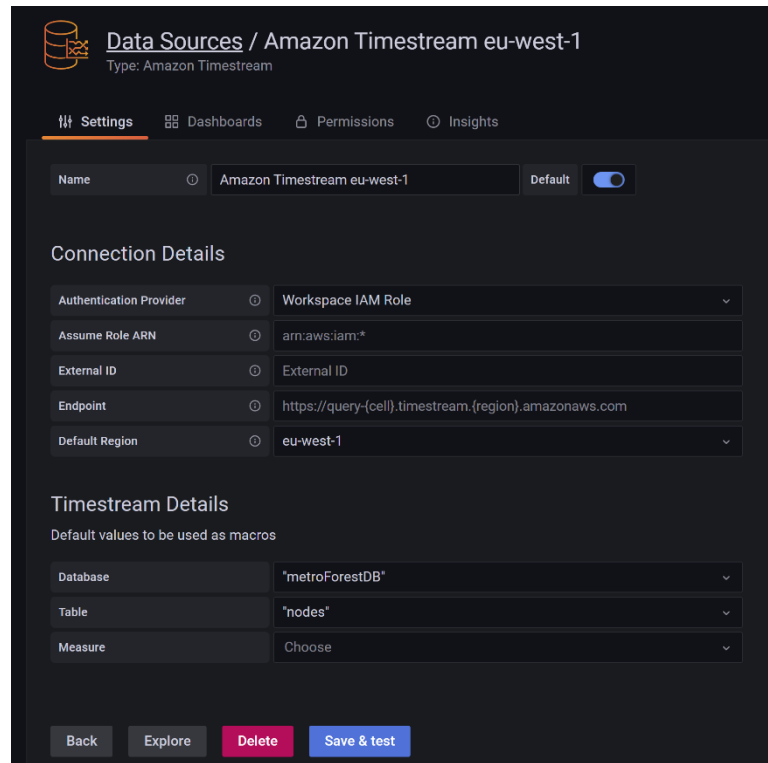 Data Sources / Amazon Timestream eu-west-1
Type: Amazon Timestream
Settings Dashboards Permissions Insights
Name Amazon Timestream eu-west-1 Default
Connection Details
Authentication Provider Workspace IAM Role
Assume Role ARN arn:aws:iam:*
External ID External ID
Endpoint https://query-{cell}.timestream.{region}.amazonaws.com
Default Region eu-west-1
Timestream Details
Default values to be used as macros
Database "metroForestDB"
Table "nodes"
Measure Choose
Back Explore Delete Save & test